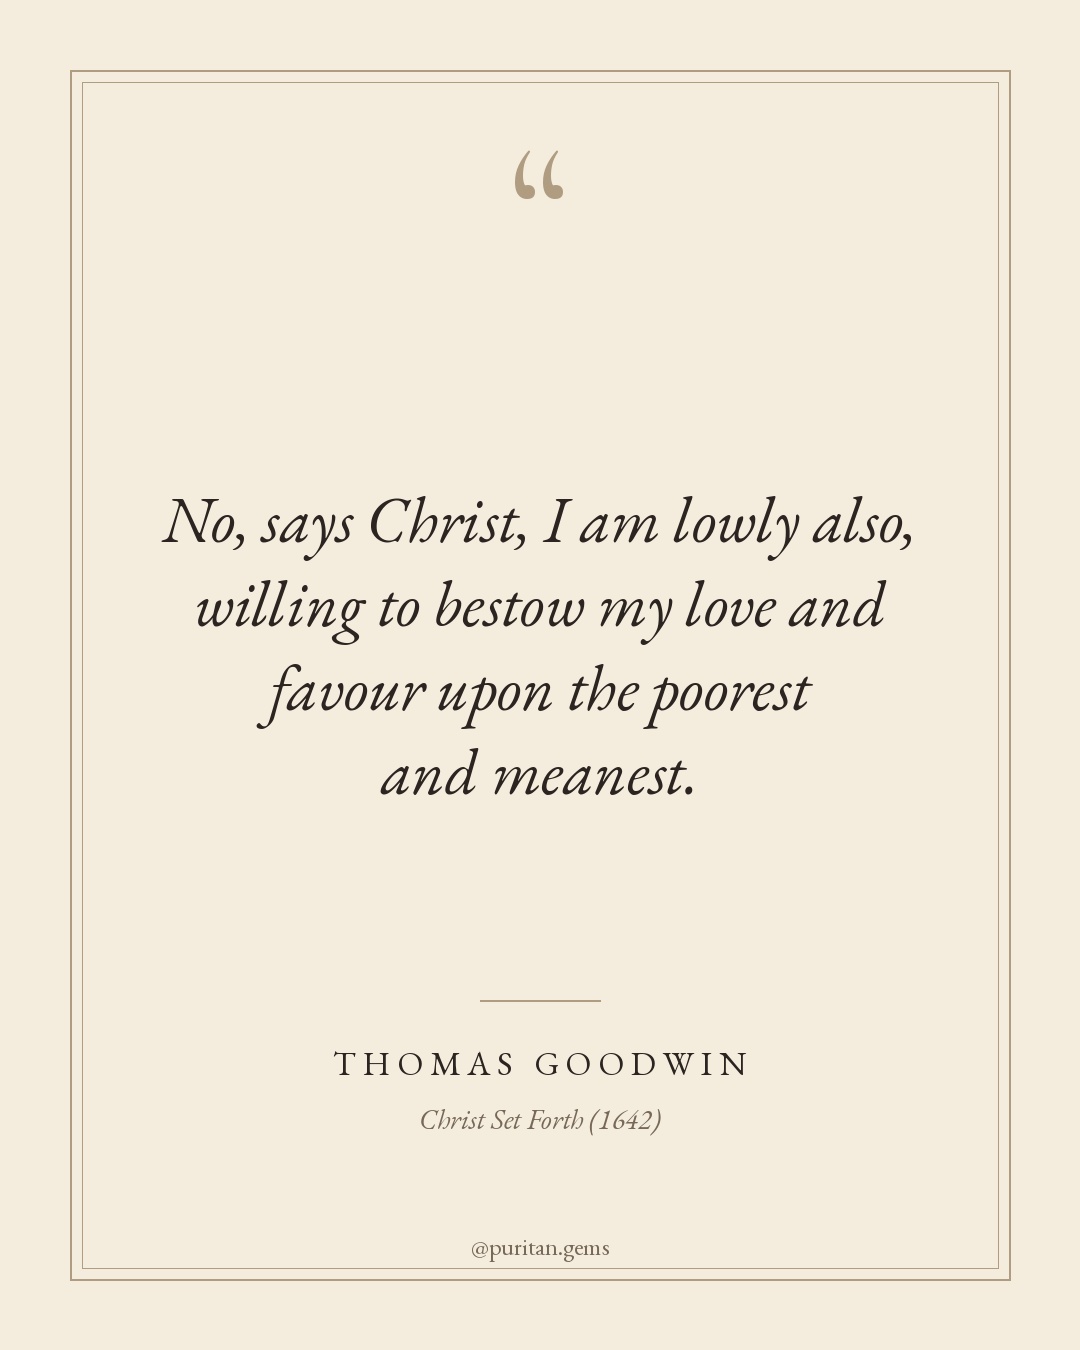 “
No, says Christ, I am lowly also,
willing to bestow my love and
favour upon the poorest
and meanest.
THOMAS GOODWIN
Christ Set Forth (1642)
@puritan.gems